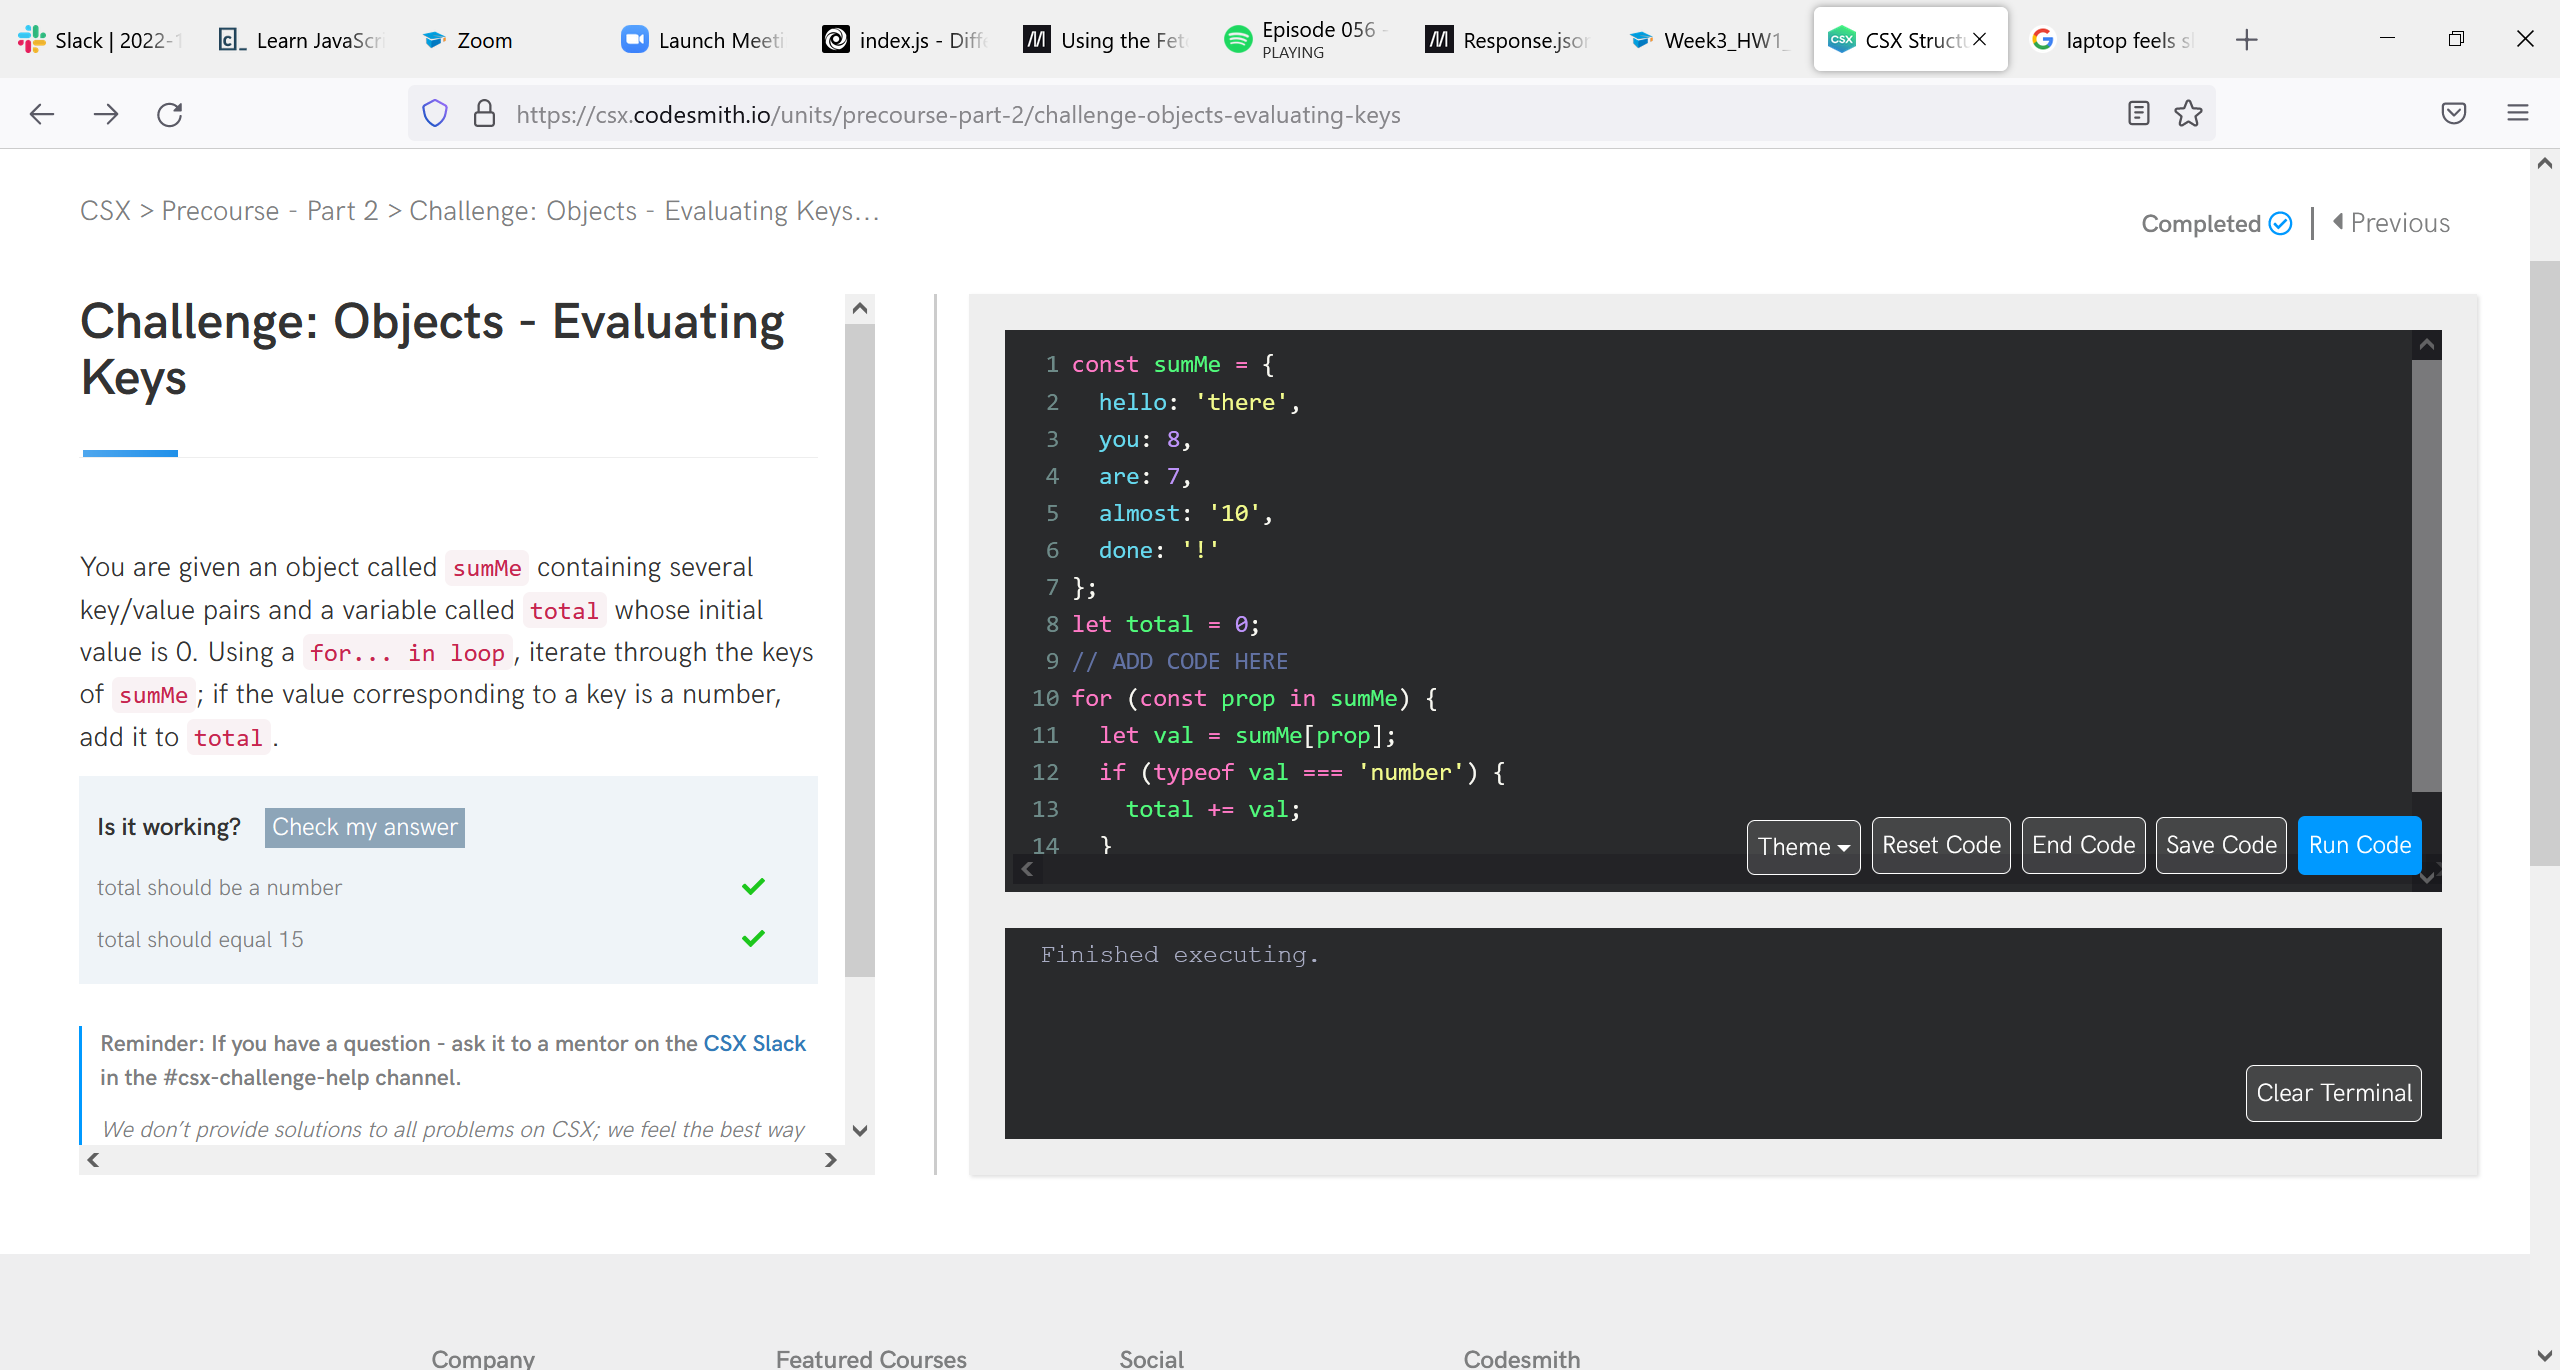 Slack | 2022-1
Learn JavaScri
Zoom
Launch Meeti
index.js - Diffe
Using the Fetc
Episode 056 -
PLAYING
Response.json
Week3_HW1_
CSX Structu
laptop feels sl
https://csx.codesmith.io/units/precourse-part-2/challenge-objects-evaluating-keys
CSX > Precourse - Part 2 > Challenge: Objects - Evaluating Keys...
Completed
Previous
Challenge: Objects - Evaluating
Keys
You are given an object called sumMe containing several
key/value pairs and a variable called total whose initial
value is 0. Using a for... in loop, iterate through the keys
of sumMe; if the value corresponding to a key is a number,
add it to total.
Is it working? Check my answer
total should be a number
total should equal 15
Reminder: If you have a question - ask it to a mentor on the CSX Slack
in the #csx-challenge-help channel.
We don't provide solutions to all problems on CSX; we feel the best way
1 const sumMe = {
2 hello: 'there',
3 you: 8,
4 are: 7,
5 almost: '10',
6 done: '!'
7 };
8 let total = 0;
9 // ADD CODE HERE
10 for (const prop in sumMe) {
11 let val = sumMe[prop];
12 if (typeof val === 'number') {
13 total += val;
14 }
Theme
Reset Code
End Code
Save Code
Run Code
Finished executing.
Clear Terminal
Company
Featured Courses
Social
Codesmith